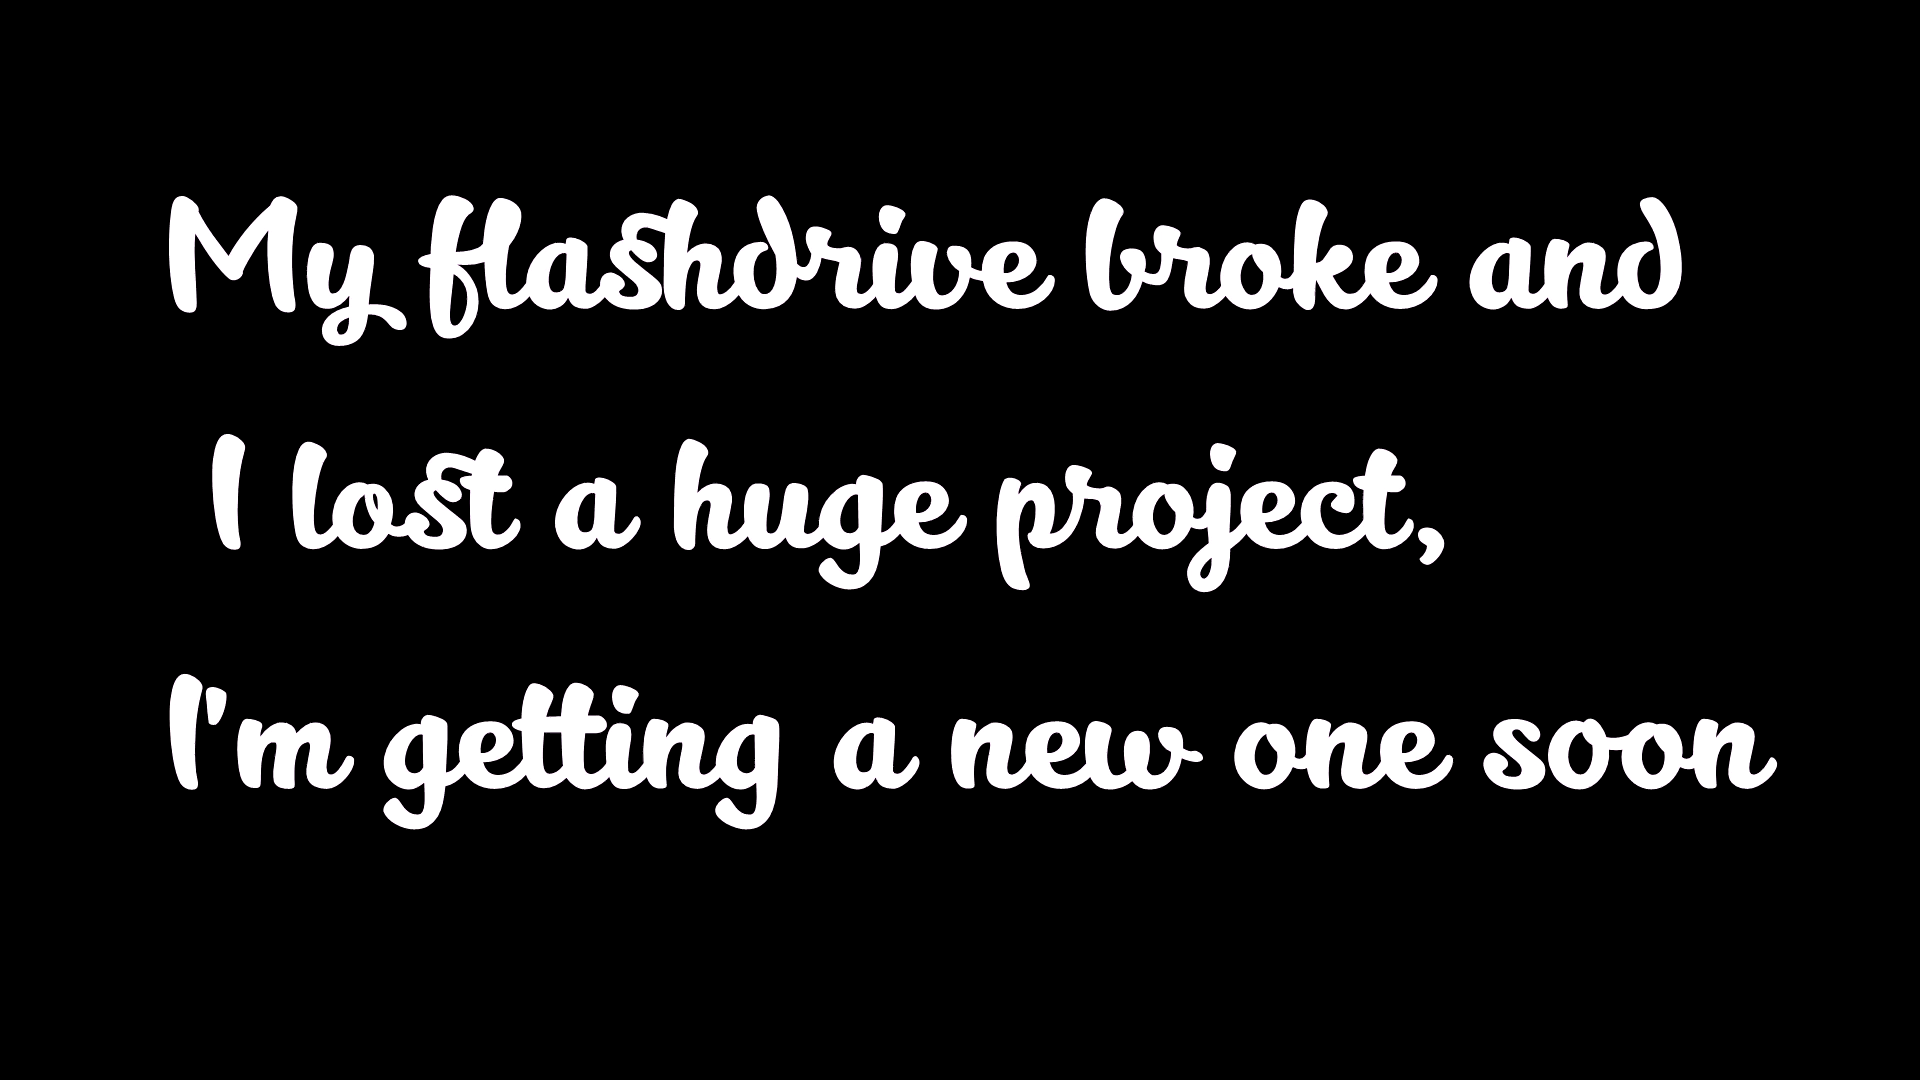 My flashdrive broke and
I lost a huge project,
I'm getting a new one soon